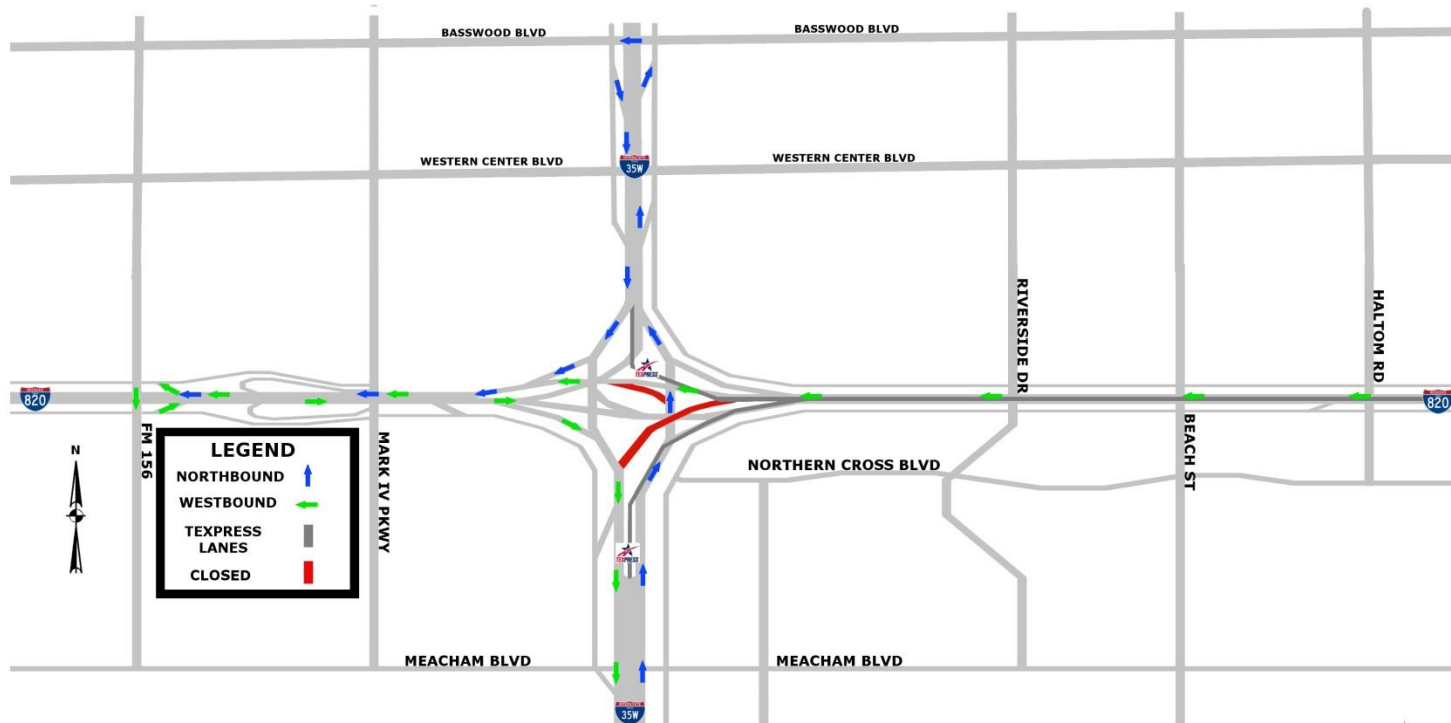 BASSWOOD BLVD
BASSWOOD BLVD
WESTERN CENTER BLVD
35W
WESTERN CENTER BLVD
RIVERSIDE DR
HALTOM RD
TEXPRESS
820
820
FM 156
MARK IV PKWY
BEACH ST
N
LEGEND
NORTHBOUND
WESTBOUND
TEXPRESS
LANES
CLOSED
NORTHERN CROSS BLVD
TEXPRESS
MEACHAM BLVD
MEACHAM BLVD
35W